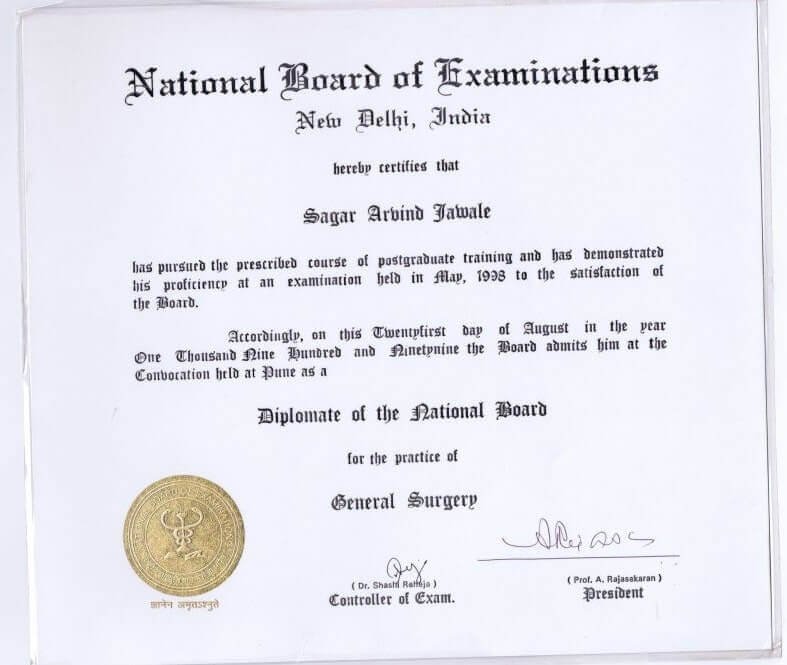 National Board of Examinations
New Delhi, India
hereby certifies that
Sagar Arvind Jawale
has pursued the prescribed course of postgraduate training and has demonstrated
his proficiency at an examination held in May, 1998 to the satisfaction of
the Board.
Accordingly, on this Twentyfirst day of August in the year
One Thousand Nine Hundred and Ninetynine the Board admits him at the
Convocation held at Pune as a
Diplomate of the National Board
for the practice of
General Surgery
( Dr. Shashi Raheja )
Controller of Exam.
( Prof. A. Rajasakaran )
President
ज्ञानेन अमृतऽश्नुते